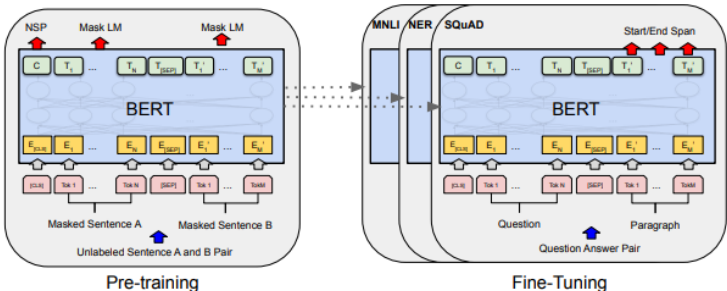 NSP Mask LM Mask LM
C T1 ... TN T[SEP] T1' ... TM'
BERT
E[CLS] E1 ... EN E[SEP] E1' ... EM'
[CLS] Tok 1 ... Tok N [SEP] Tok 1 ... TokM
Masked Sentence A Masked Sentence B
Unlabeled Sentence A and B Pair
Pre-training
MNLI NER SQuAD Start/End Span
C T1 ... TN T[SEP] T1' ... TM'
BERT
E[CLS] E1 ... EN E[SEP] E1' ... EM'
[CLS] Tok 1 ... Tok N [SEP] Tok 1 ... TokM
Question Paragraph
Question Answer Pair
Fine-Tuning